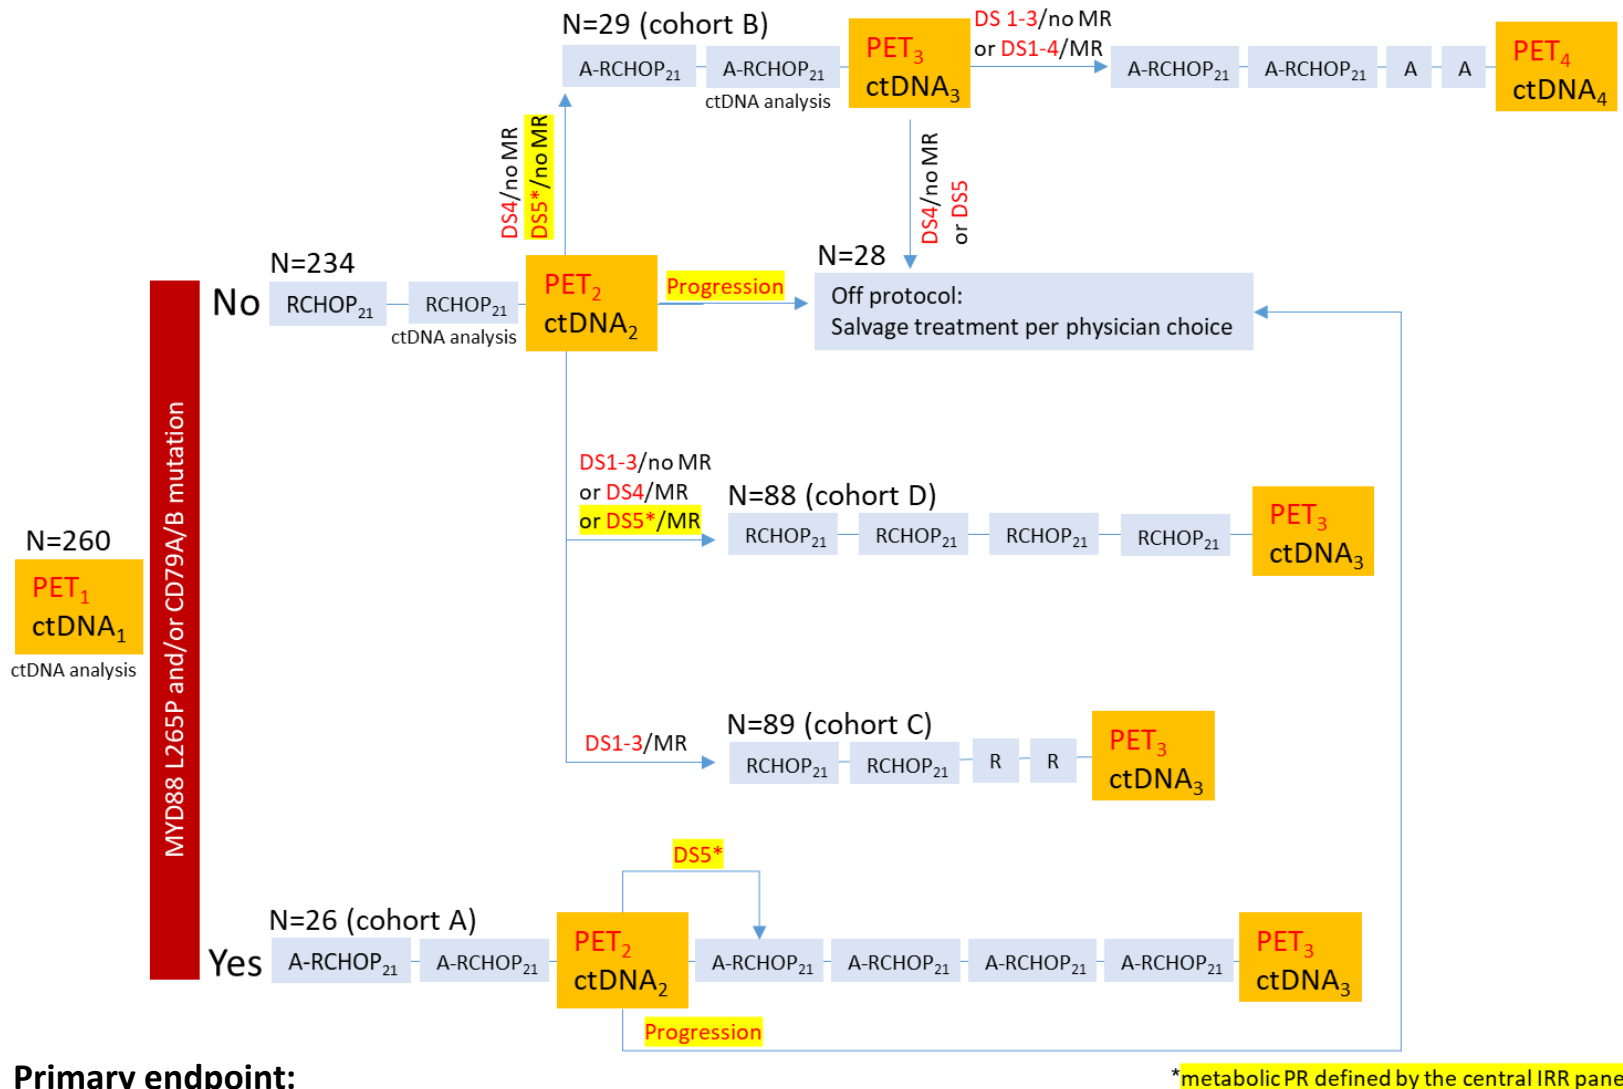 N=29 (cohort B)
A-RCHOP21
A-RCHOP21
ctDNA analysis
PET3
ctDNA3
DS 1-3/no MR
or DS1-4/MR
A-RCHOP21
A-RCHOP21
A
A
PET4
ctDNA4
DS4/no MR
DS5*/no MR
DS4/no MR
or DS5
No
N=234
RCHOP21
RCHOP21
ctDNA analysis
PET2
ctDNA2
Progression
N=28
Off protocol:
Salvage treatment per physician choice
MYD88 L265P and/or CD79A/B mutation
N=260
PET1
ctDNA1
ctDNA analysis
DS1-3/no MR
or DS4/MR
or DS5*/MR
N=88 (cohort D)
RCHOP21
RCHOP21
RCHOP21
RCHOP21
PET3
ctDNA3
DS1-3/MR
N=89 (cohort C)
RCHOP21
RCHOP21
R
R
PET3
ctDNA3
DS5*
Yes
N=26 (cohort A)
A-RCHOP21
A-RCHOP21
PET2
ctDNA2
A-RCHOP21
A-RCHOP21
A-RCHOP21
A-RCHOP21
PET3
ctDNA3
Progression
Primary endpoint:
*metabolic PR defined by the central IRR pane